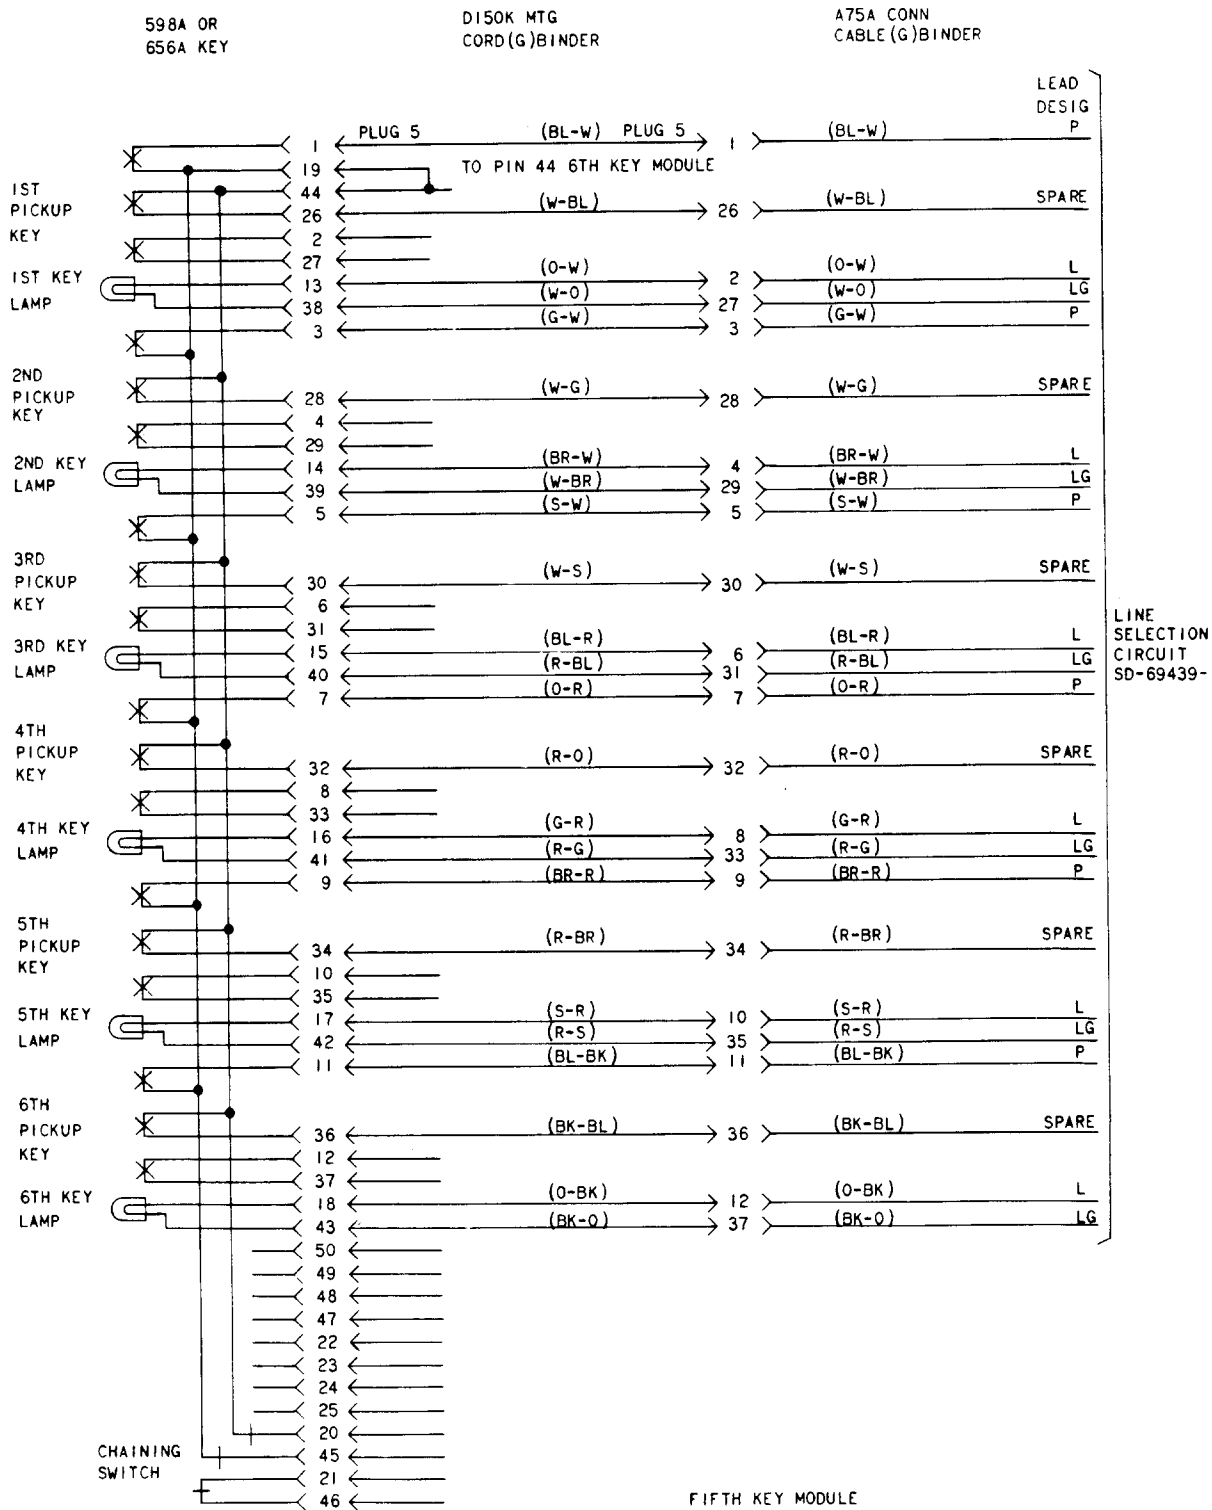 598A OR
656A KEY
D150K MTG
CORD(G)BINDER
A75A CONN
CABLE(G)BINDER
LEAD
DESIG
1 PLUG 5 (BL-W) PLUG 5 1 (BL-W) P
19 TO PIN 44 6TH KEY MODULE
1ST
PICKUP
KEY
44
26 (W-BL) 26 (W-BL) SPARE
2
27
1ST KEY
LAMP
13 (O-W) 2 (O-W) L
38 (W-O) 27 (W-O) LG
3 (G-W) 3 (G-W) P
2ND
PICKUP
KEY
28 (W-G) 28 (W-G) SPARE
4
29
2ND KEY
LAMP
14 (BR-W) 4 (BR-W) L
39 (W-BR) 29 (W-BR) LG
5 (S-W) 5 (S-W) P
3RD
PICKUP
KEY
30 (W-S) 30 (W-S) SPARE
6
31
3RD KEY
LAMP
15 (BL-R) 6 (BL-R) L
40 (R-BL) 31 (R-BL) LG
7 (O-R) 7 (O-R) P
LINE
SELECTION
CIRCUIT
SD-69439-
4TH
PICKUP
KEY
32 (R-O) 32 (R-O) SPARE
8
33
4TH KEY
LAMP
16 (G-R) 8 (G-R) L
41 (R-G) 33 (R-G) LG
9 (BR-R) 9 (BR-R) P
5TH
PICKUP
KEY
34 (R-BR) 34 (R-BR) SPARE
10
35
5TH KEY
LAMP
17 (S-R) 10 (S-R) L
42 (R-S) 35 (R-S) LG
11 (BL-BK) 11 (BL-BK) P
6TH
PICKUP
KEY
36 (BK-BL) 36 (BK-BL) SPARE
12
37
6TH KEY
LAMP
18 (O-BK) 12 (O-BK) L
43 (BK-O) 37 (BK-O) LG
50
49
48
47
22
23
24
25
20
45
CHAINING
SWITCH
21
46
FIFTH KEY MODULE